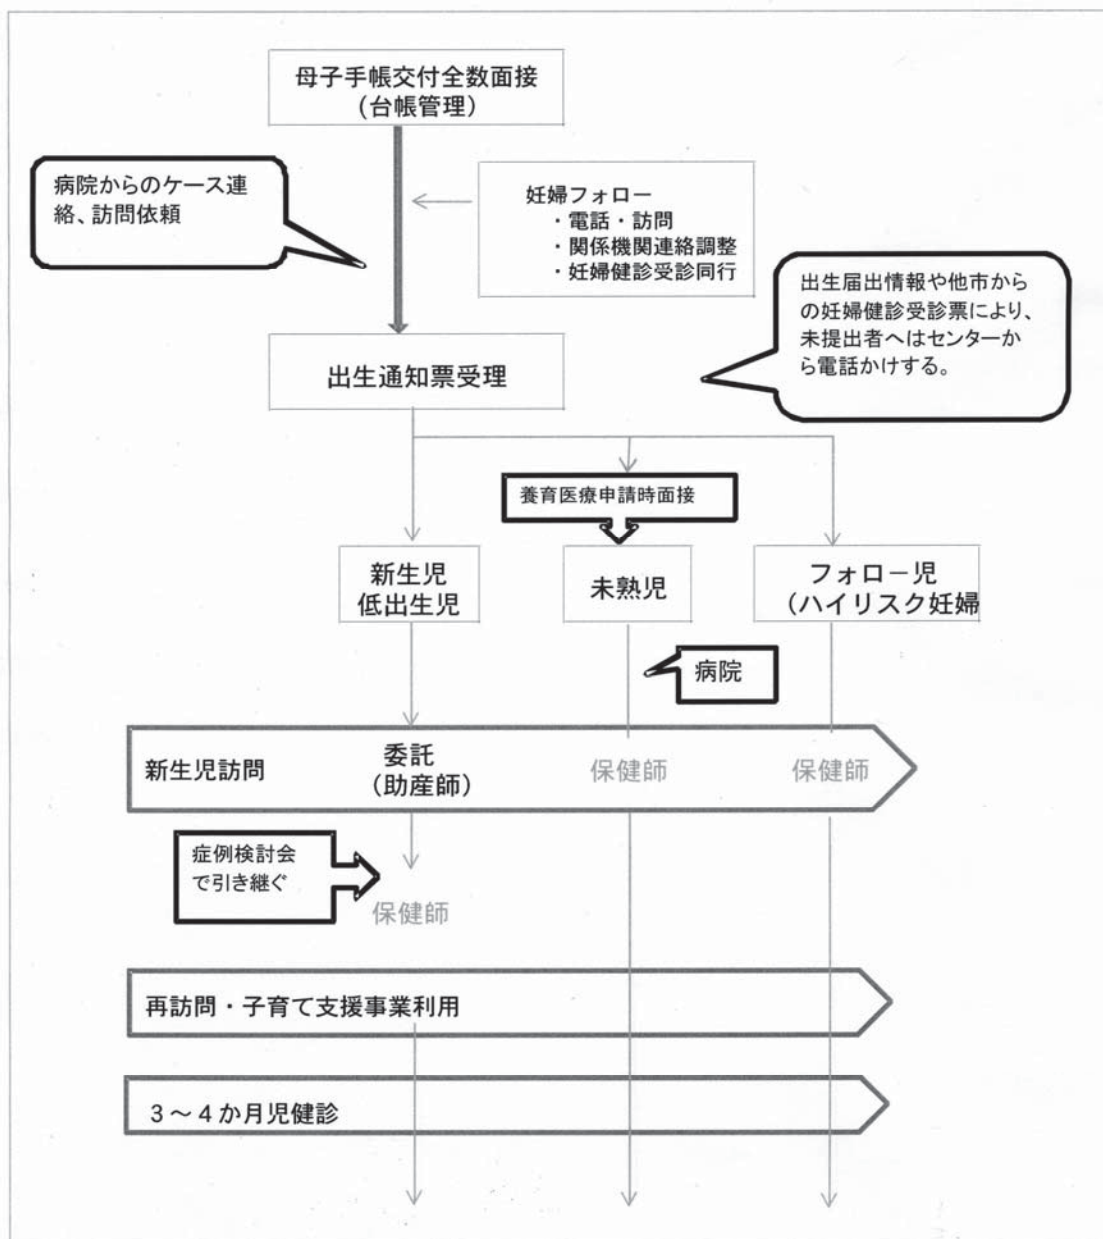 母子手帳交付全数面接
(台帳管理)
病院からのケース連
絡、訪問依頼
妊婦フォロー
・電話・訪問
・関係機関連絡調整
・妊婦健診受診同行
出生届出情報や他市から
の妊婦健診受診票により、
未提出者へはセンターか
ら電話かけする。
出生通知票受理
養育医療申請時面接
新生児
低出生児
未熟児
フォロー児
(ハイリスク妊婦
病院
新生児訪問
委託
(助産師)
保健師
保健師
症例検討会
で引き継ぐ
保健師
再訪問・子育て支援事業利用
3～4か月児健診